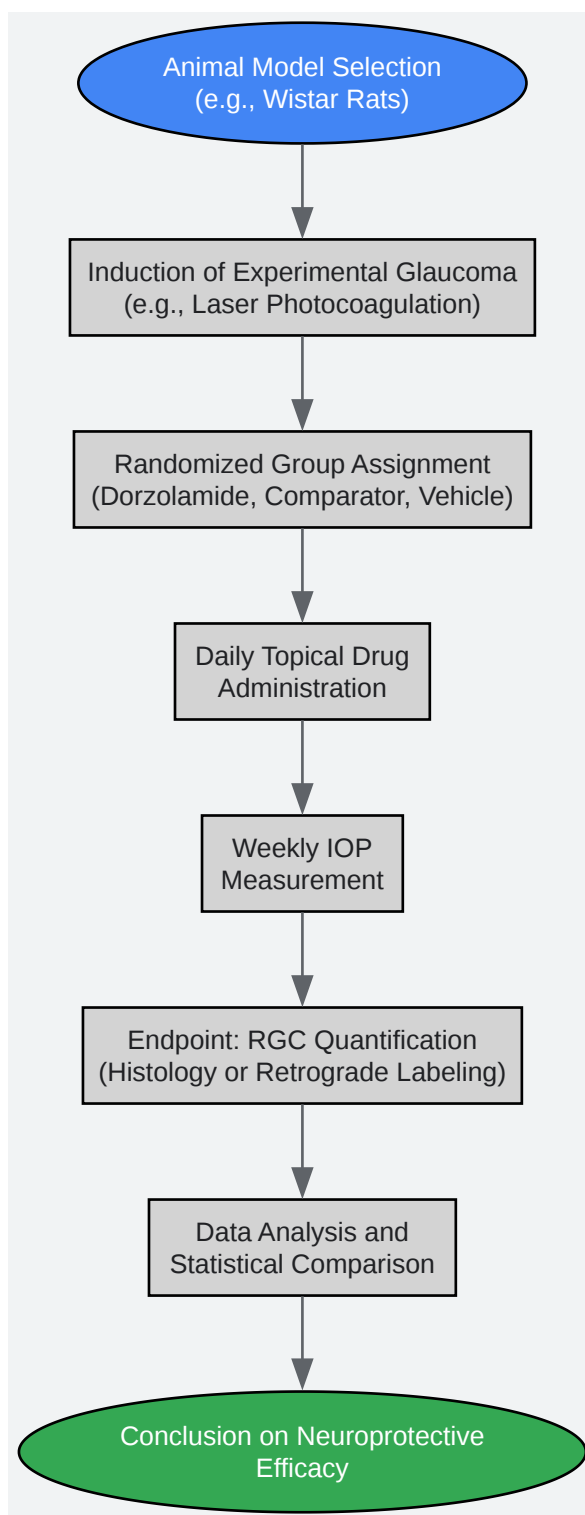 Animal Model Selection
(e.g., Wistar Rats)
Induction of Experimental Glaucoma
(e.g., Laser Photocoagulation)
Randomized Group Assignment
(Dorzolamide, Comparator, Vehicle)
Daily Topical Drug
Administration
Weekly IOP
Measurement
Endpoint: RGC Quantification
(Histology or Retrograde Labeling)
Data Analysis and
Statistical Comparison
Conclusion on Neuroprotective
Efficacy